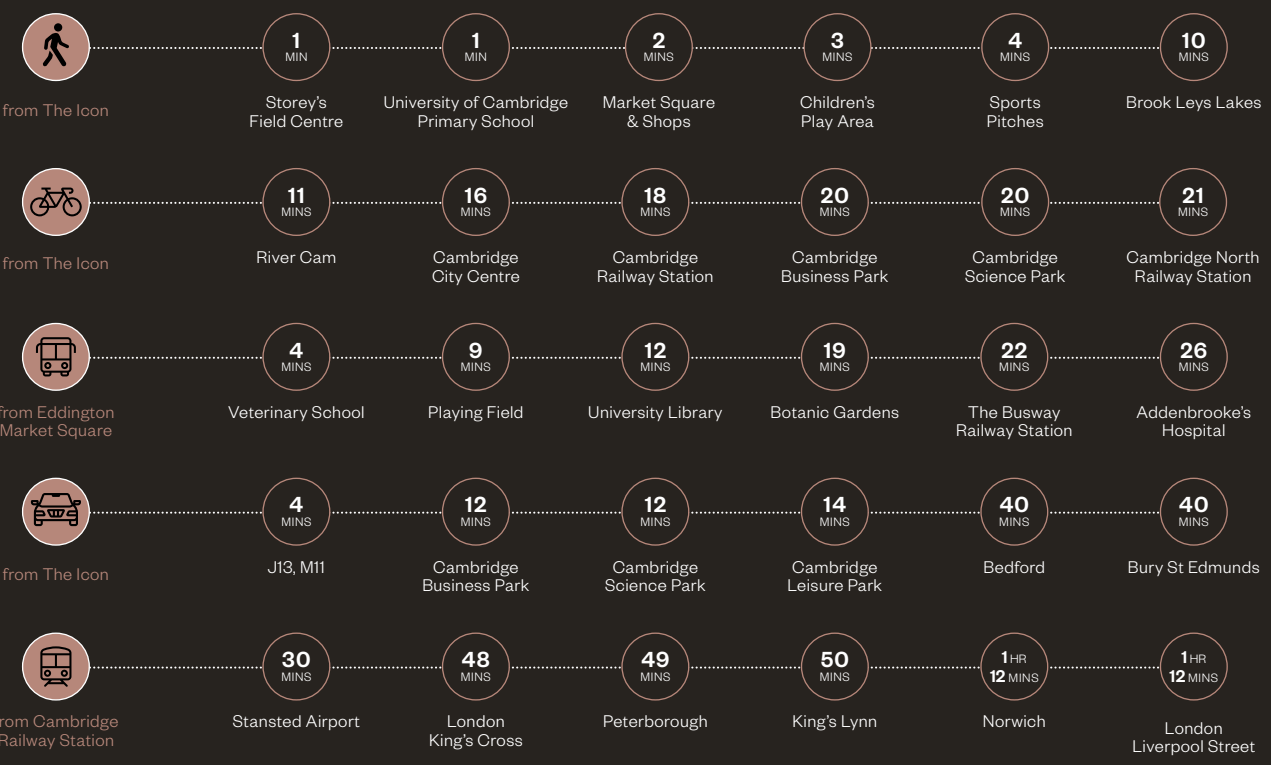 1
MIN
1
MIN
2
MINS
3
MINS
4
MINS
10
MINS
from The Icon
Storey's
Field Centre
University of Cambridge
Primary School
Market Square
& Shops
Children's
Play Area
Sports
Pitches
Brook Leys Lakes
11
MINS
16
MINS
18
MINS
20
MINS
20
MINS
21
MINS
from The Icon
River Cam
Cambridge
City Centre
Cambridge
Railway Station
Cambridge
Business Park
Cambridge
Science Park
Cambridge North
Railway Station
4
MINS
9
MINS
12
MINS
19
MINS
22
MINS
26
MINS
from Eddington
Market Square
Veterinary School
Playing Field
University Library
Botanic Gardens
The Busway
Railway Station
Addenbrooke's
Hospital
4
MINS
12
MINS
12
MINS
14
MINS
40
MINS
40
MINS
from The Icon
J13, M11
Cambridge
Business Park
Cambridge
Science Park
Cambridge
Leisure Park
Bedford
Bury St Edmunds
30
MINS
48
MINS
49
MINS
50
MINS
1 HR
12 MINS
1 HR
12 MINS
rom Cambridge
Railway Station
Stansted Airport
London
King's Cross
Peterborough
King's Lynn
Norwich
London
Liverpool Street